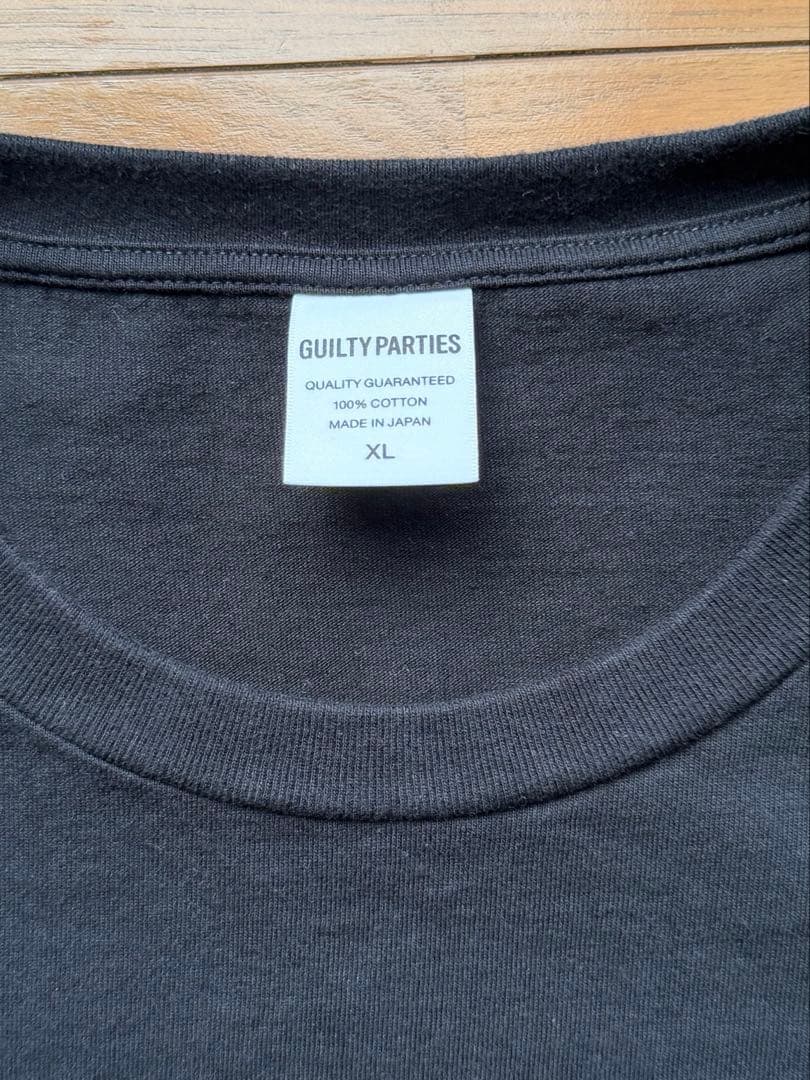 GUILTY PARTIES
QUALITY GUARANTEED
100% COTTON
MADE IN JAPAN
XL